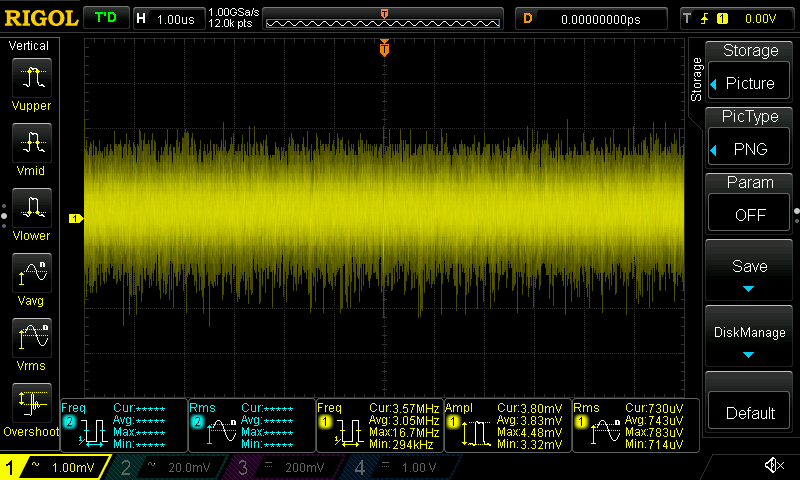 RIGOL T'D H 1.00us 1.00GSa/s 12.0k pts T D 0.00000000ps T 1 0.00V
Vertical
Vupper
Vmid
Vlower
Vavg
Vrms
Overshoot
T
1
Storage
Storage
Picture
PicType
PNG
Param
OFF
Save
DiskManage
Default
Freq
2
Cur:*****
Avg:*****
Max:*****
Min:*****
Rms
2
n
Cur:*****
Avg:*****
Max:*****
Min:*****
Freq
1
Cur:3.57MHz
Avg:3.05MHz
Max:16.7MHz
Min:294kHz
Ampl
1
Cur:3.80mV
Avg:3.83mV
Max:4.48mV
Min:3.32mV
Rms
1
n
Cur:730uV
Avg:743uV
Max:783uV
Min:714uV
1 ~ 1.00mV 2 ~ 20.0mV 3 = 200mV 4 = 1.00 V